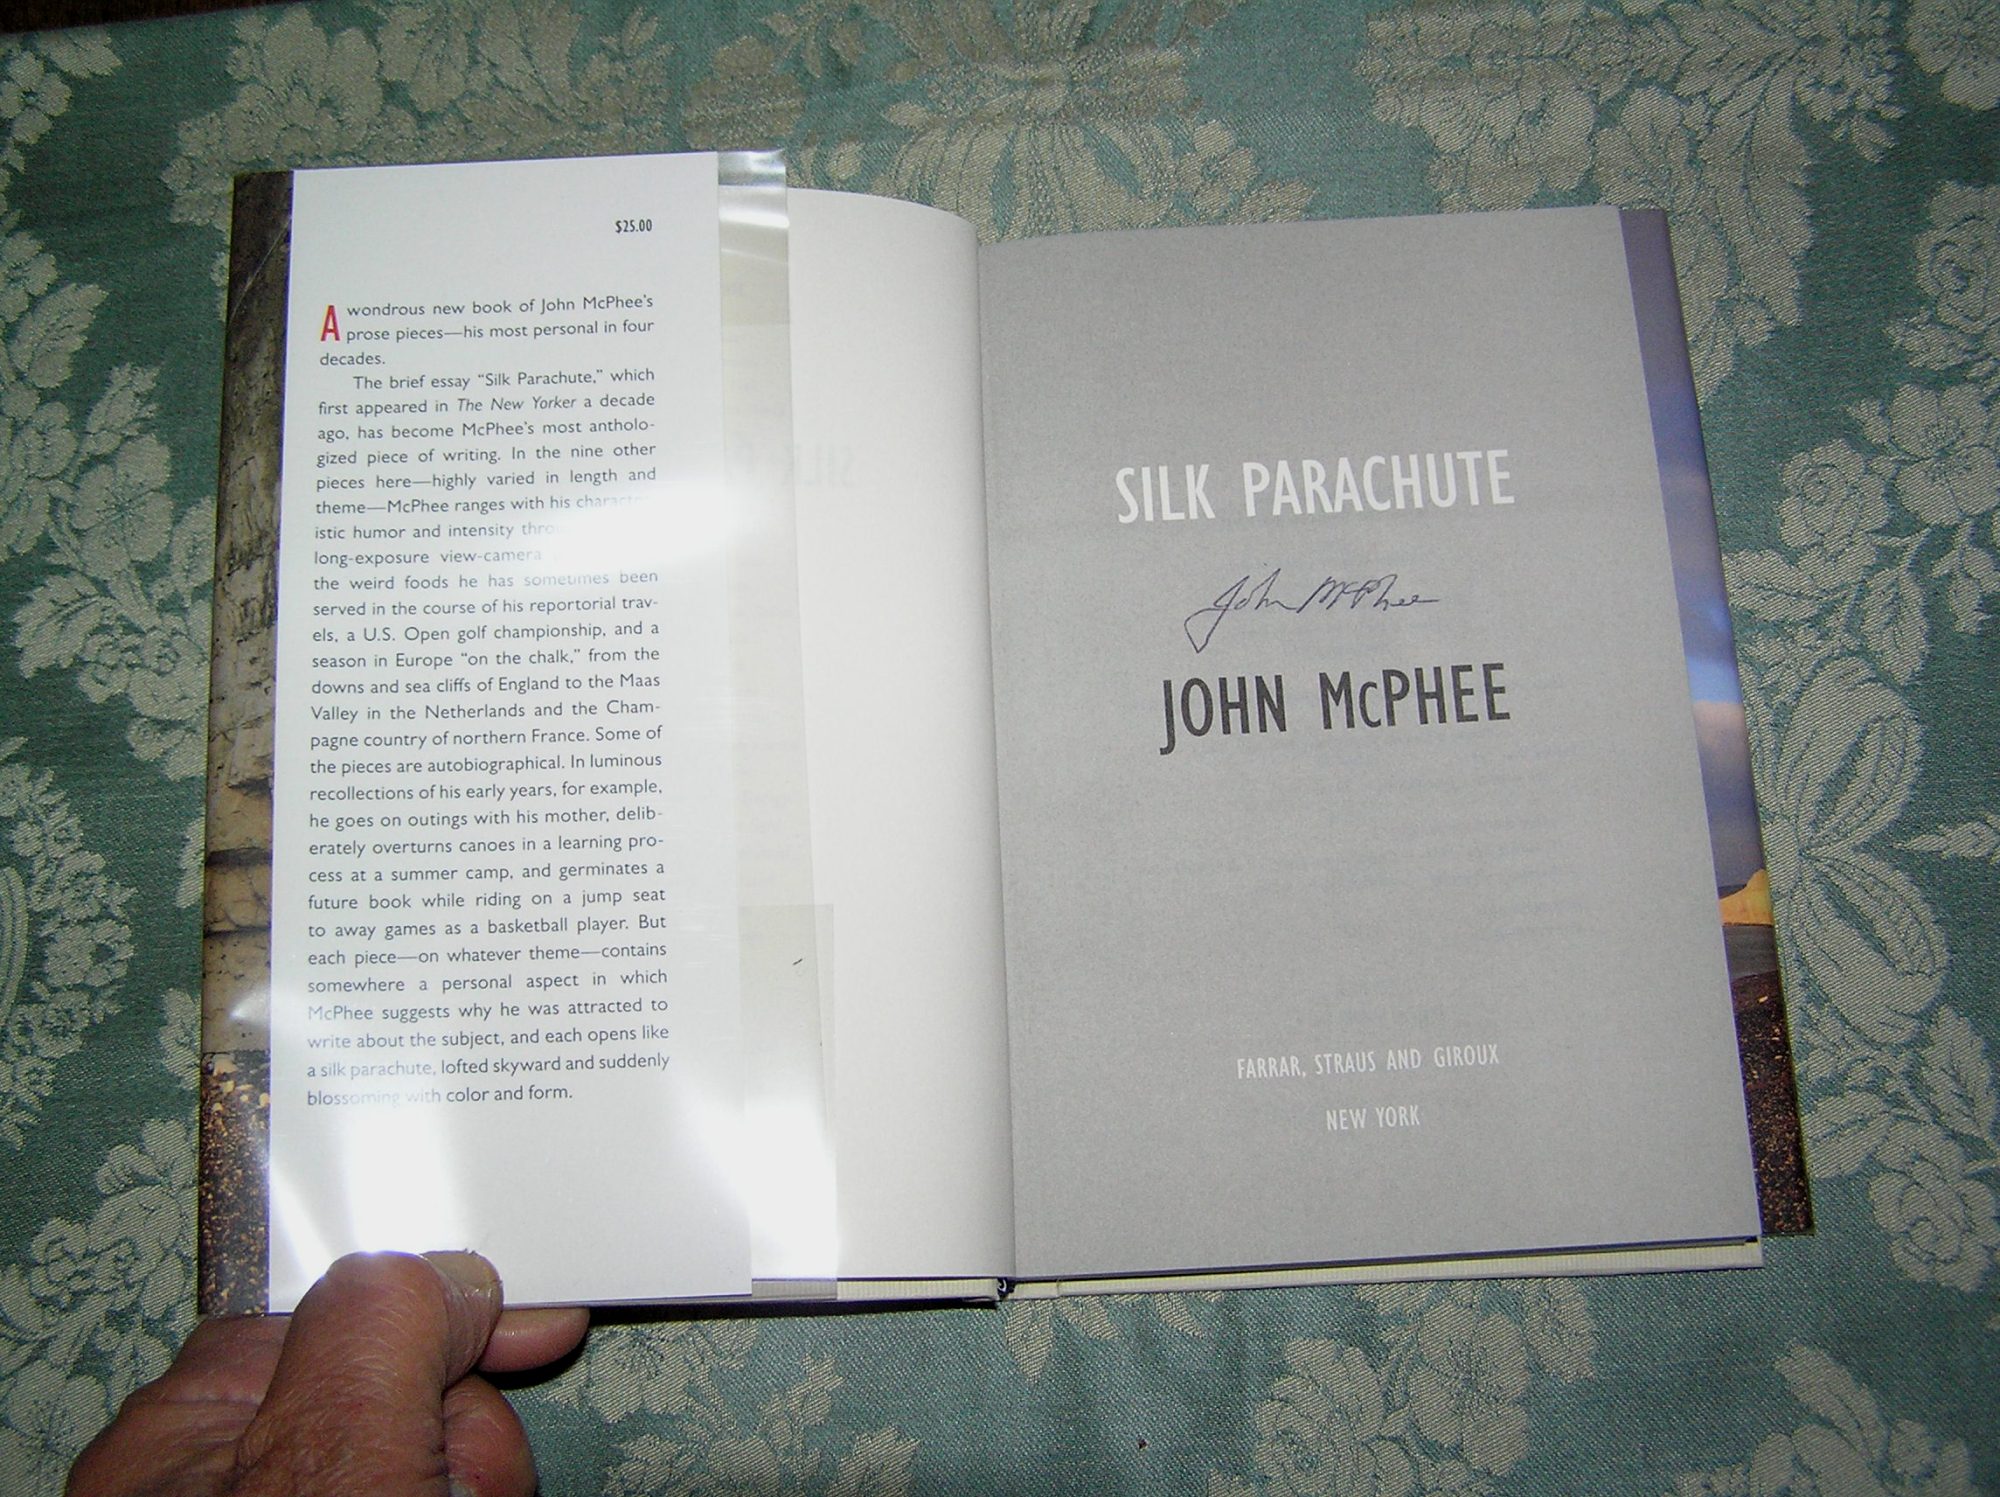 $25.00
A wondrous new book of John McPhee's
prose pieces—his most personal in four
decades.
The brief essay "Silk Parachute," which
first appeared in The New Yorker a decade
ago, has become McPhee's most antholo-
gized piece of writing. In the nine other
pieces here—highly varied in length and
theme—McPhee ranges with his character-
istic humor and intensity
long-exposure view-camera
the weird foods he has sometimes been
served in the course of his reportorial trav-
els, a U.S. Open golf championship, and a
season in Europe "on the chalk," from the
downs and sea cliffs of England to the Maas
Valley in the Netherlands and the Cham-
pagne country of northern France. Some of
the pieces are autobiographical. In luminous
recollections of his early years, for example,
he goes on outings with his mother, delib-
erately overturns canoes in a learning pro-
cess at a summer camp, and germinates a
future book while riding on a jump seat
to away games as a basketball player. But
each piece—on whatever theme—contains
somewhere a personal aspect in which
McPhee suggests why he was attracted to
write about the subject, and each opens like
a silk parachute, lofted skyward and suddenly
blossoming with color and form.
SILK PARACHUTE
John McPhee
JOHN McPHEE
FARRAR, STRAUS AND GIROUX
NEW YORK